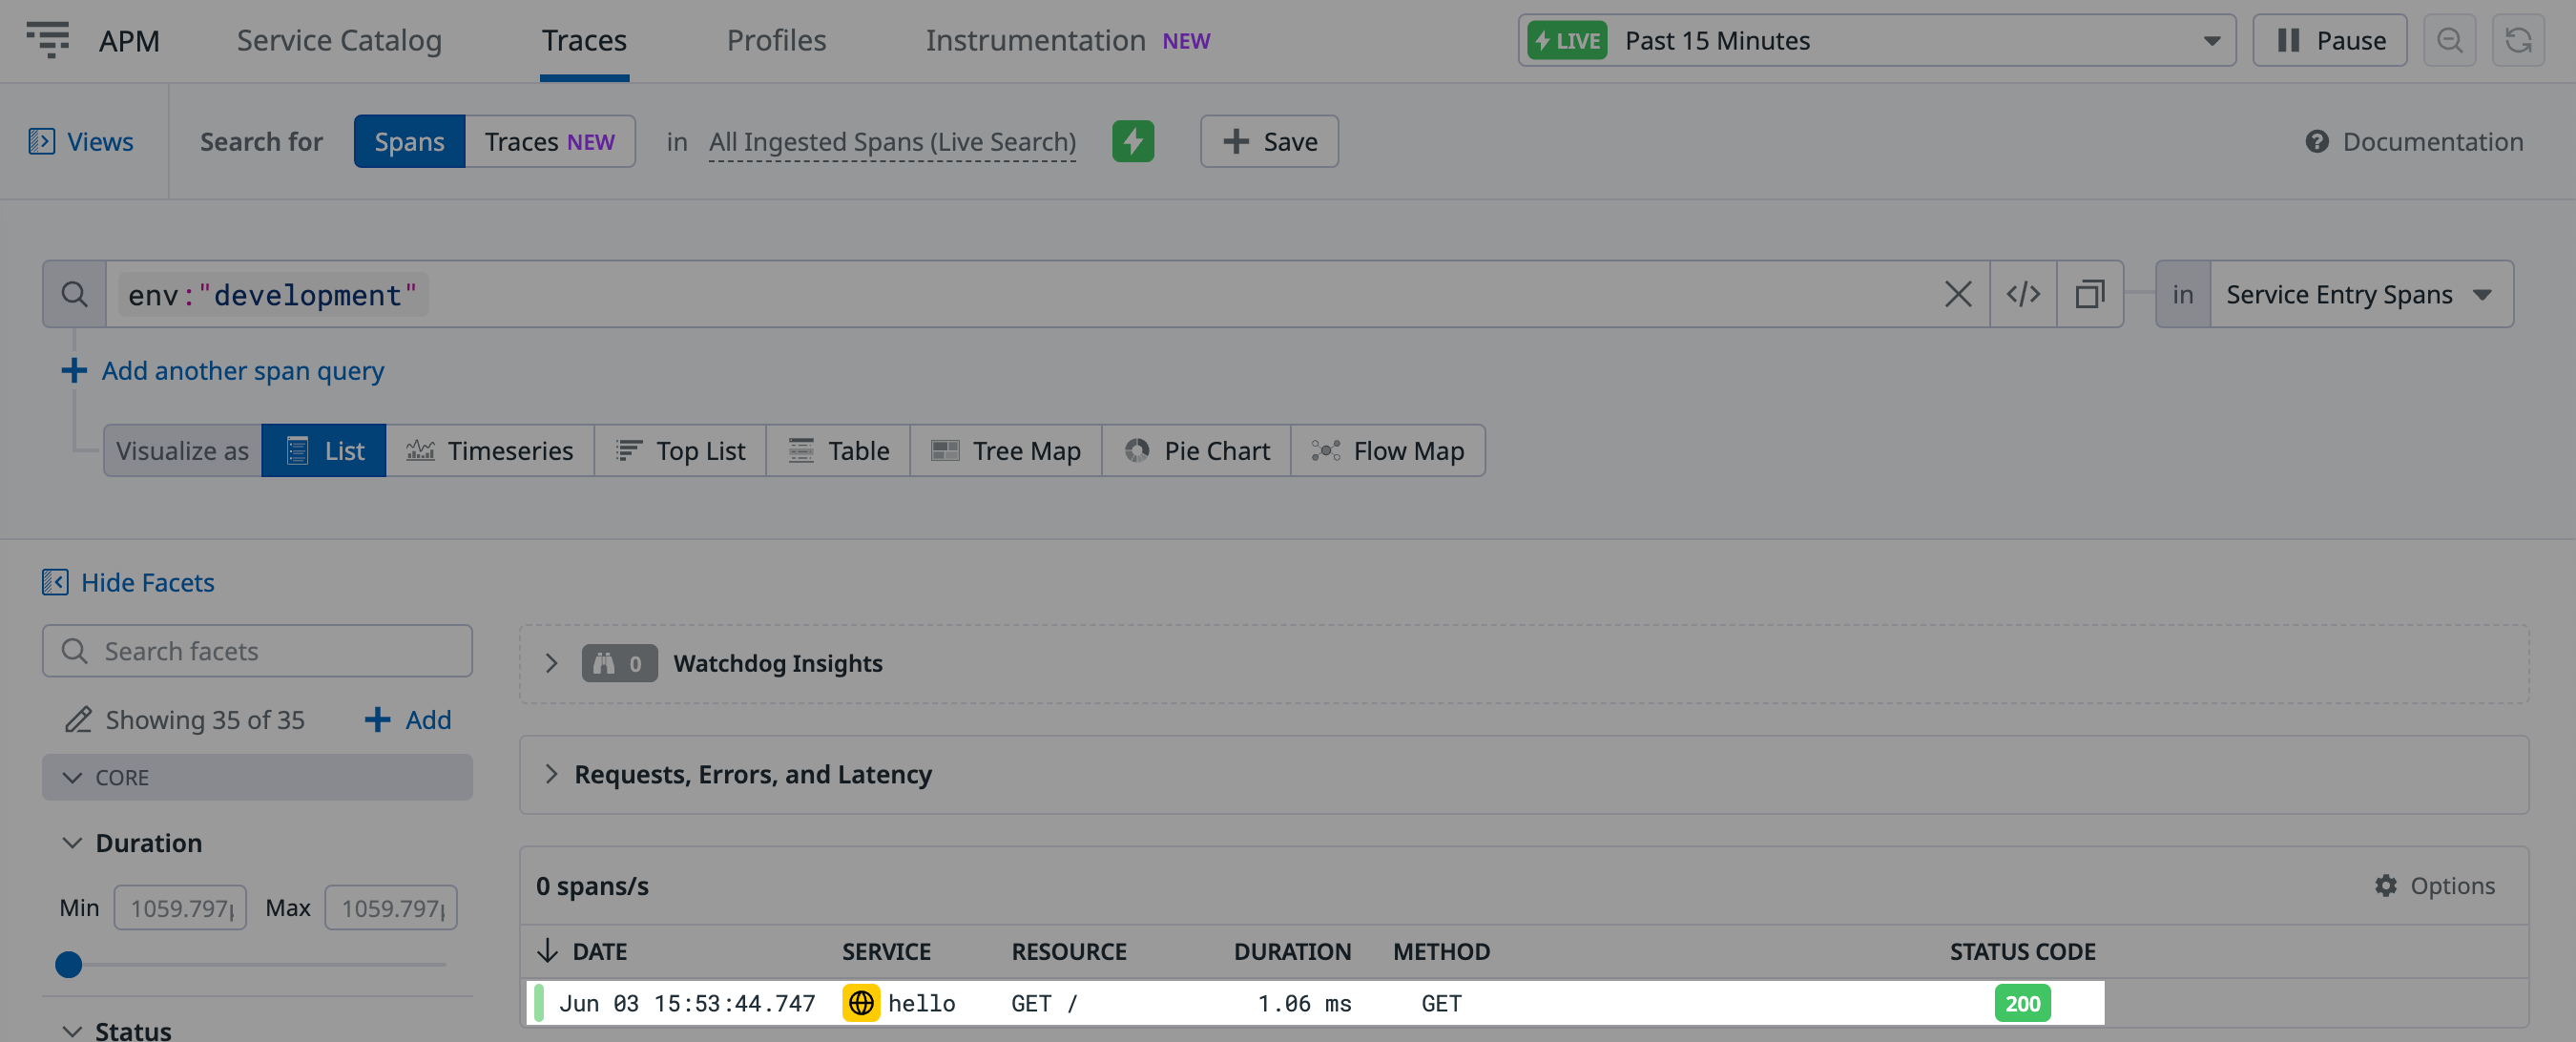 APM Service Catalog Traces Profiles Instrumentation NEW LIVE Past 15 Minutes Pause
Views Search for Spans Traces NEW in All Ingested Spans (Live Search) Save Documentation
env:"development" </> in Service Entry Spans
Add another span query
Visualize as List Timeseries Top List Table Tree Map Pie Chart Flow Map
Hide Facets
Search facets
0 Watchdog Insights
Showing 35 of 35 Add
CORE
Requests, Errors, and Latency
Duration
0 spans/s Options
Min 1059.797 Max 1059.797
DATE SERVICE RESOURCE DURATION METHOD STATUS CODE
Jun 03 15:53:44.747 hello GET / 1.06 ms GET 200
Status